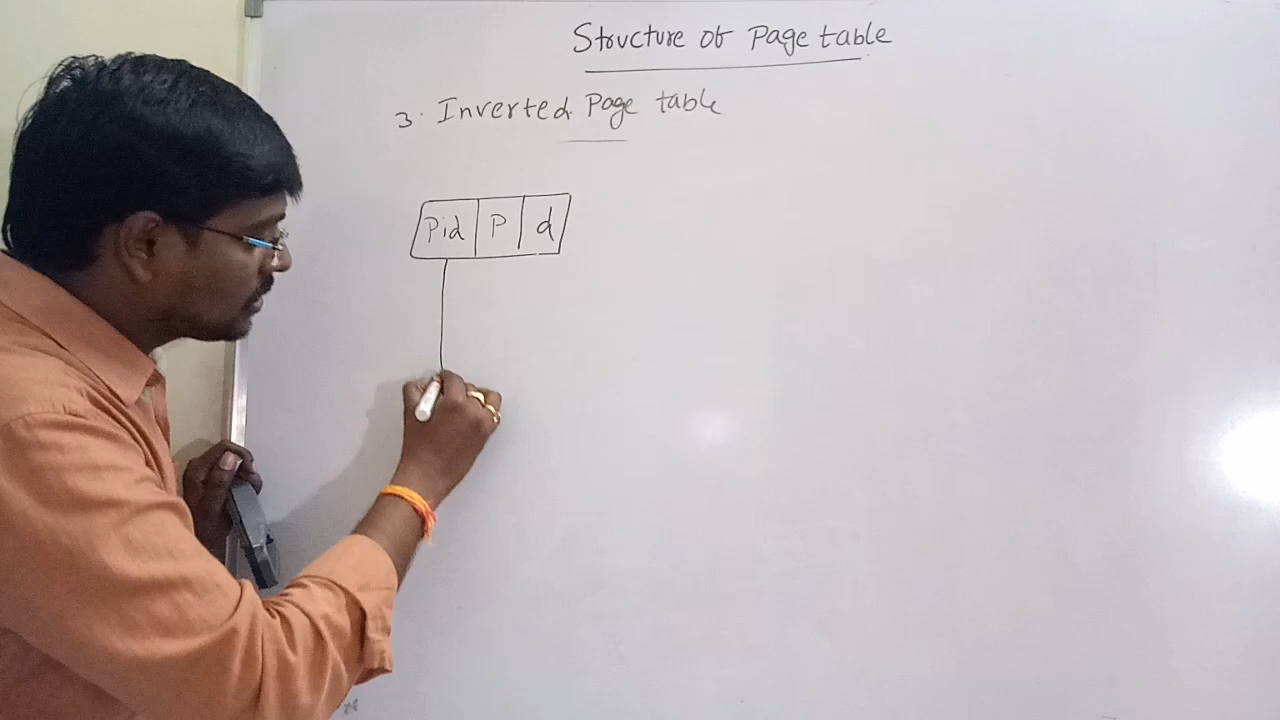 Structure of Page table
3. Inverted Page table
Pid P d